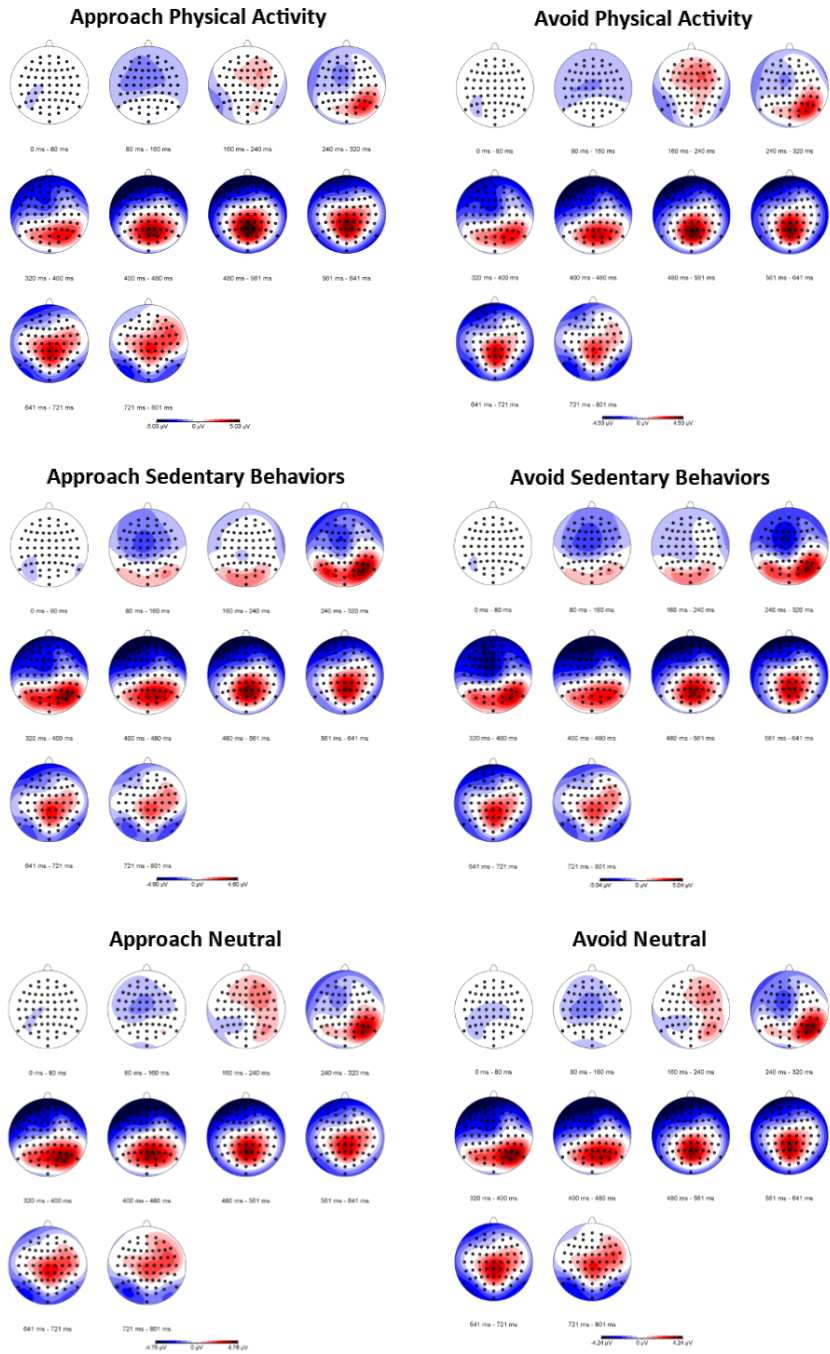 Approach Physical Activity
0 ms - 80 ms
80 ms - 160 ms
160 ms - 240 ms
240 ms - 320 ms
320 ms - 400 ms
400 ms - 480 ms
480 ms - 561 ms
561 ms - 641 ms
641 ms - 721 ms
721 ms - 801 ms
-5.03 µV
0 µV
5.03 µV
Avoid Physical Activity
0 ms - 80 ms
80 ms - 160 ms
160 ms - 240 ms
240 ms - 320 ms
320 ms - 400 ms
400 ms - 480 ms
480 ms - 561 ms
561 ms - 641 ms
641 ms - 721 ms
721 ms - 801 ms
-4.53 µV
0 µV
4.53 µV
Approach Sedentary Behaviors
0 ms - 80 ms
80 ms - 160 ms
160 ms - 240 ms
240 ms - 320 ms
320 ms - 400 ms
400 ms - 480 ms
480 ms - 561 ms
561 ms - 641 ms
641 ms - 721 ms
721 ms - 801 ms
-4.60 µV
0 µV
4.60 µV
Avoid Sedentary Behaviors
0 ms - 80 ms
80 ms - 160 ms
160 ms - 240 ms
240 ms - 320 ms
320 ms - 400 ms
400 ms - 480 ms
480 ms - 561 ms
561 ms - 641 ms
641 ms - 721 ms
721 ms - 801 ms
-5.04 µV
0 µV
5.04 µV
Approach Neutral
0 ms - 80 ms
80 ms - 160 ms
160 ms - 240 ms
240 ms - 320 ms
320 ms - 400 ms
400 ms - 480 ms
480 ms - 561 ms
561 ms - 641 ms
641 ms - 721 ms
721 ms - 801 ms
-4.78 µV
0 µV
4.78 µV
Avoid Neutral
0 ms - 80 ms
80 ms - 160 ms
160 ms - 240 ms
240 ms - 320 ms
320 ms - 400 ms
400 ms - 480 ms
480 ms - 561 ms
561 ms - 641 ms
641 ms - 721 ms
721 ms - 801 ms
-4.24 µV
0 µV
4.24 µV